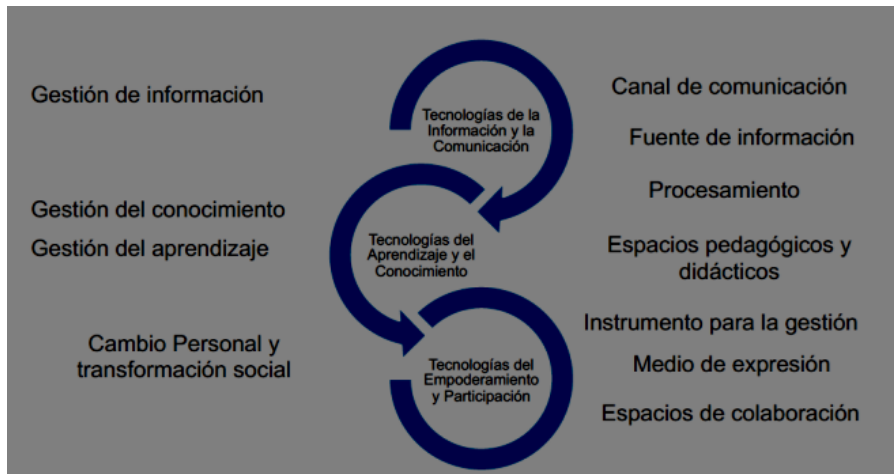 Gestión de información
Tecnologías de la
Información y la
Comunicación
Canal de comunicación
Fuente de información
Procesamiento
Gestión del conocimiento
Gestión del aprendizaje
Tecnologías del
Aprendizaje y el
Conocimiento
Espacios pedagógicos y
didácticos
Instrumento para la gestión
Cambio Personal y
transformación social
Tecnologías del
Empoderamiento
y Participación
Medio de expresión
Espacios de colaboración